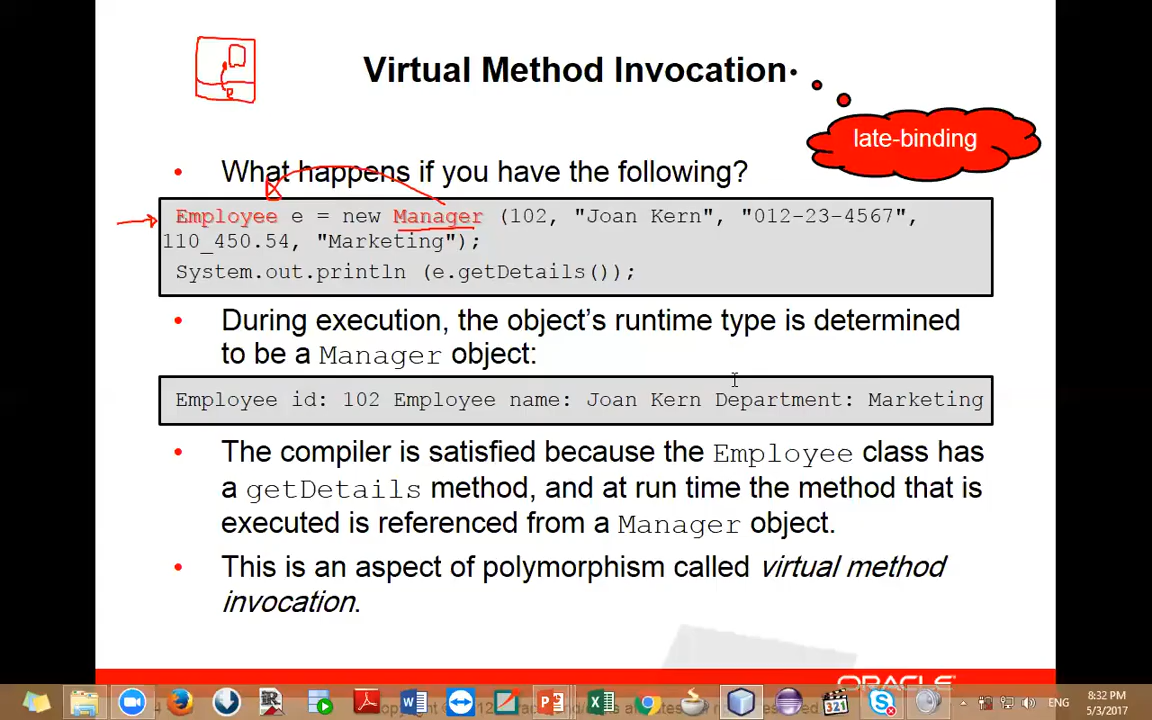 Virtual Method Invocation
late-binding
• What happens if you have the following?
Employee e = new Manager (102, "Joan Kern", "012-23-4567",
110_450.54, "Marketing");
System.out.println (e.getDetails());
• During execution, the object's runtime type is determined
to be a Manager object:
Employee id: 102 Employee name: Joan Kern Department: Marketing
• The compiler is satisfied because the Employee class has
a getDetails method, and at run time the method that is
executed is referenced from a Manager object.
• This is an aspect of polymorphism called virtual method
invocation.
ORACLE
321
ENG
8:32 PM
5/3/2017